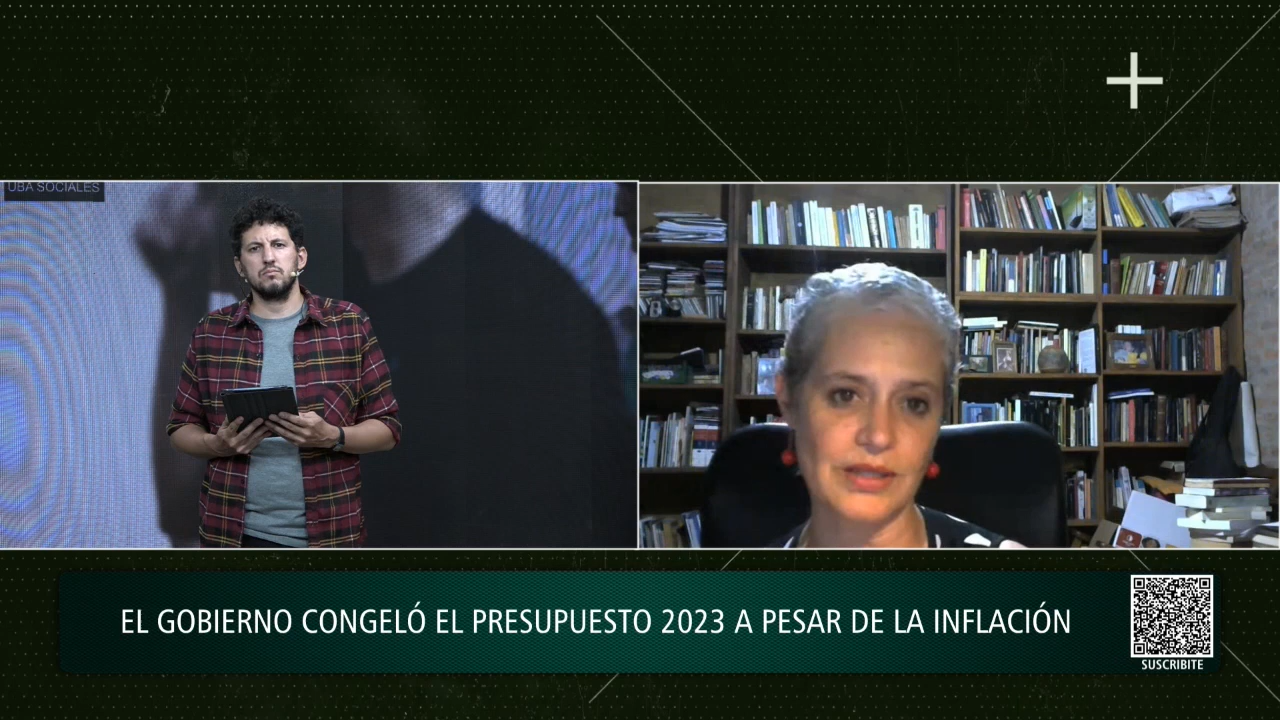 UBA SOCIALES
EL GOBIERNO CONGELÓ EL PRESUPUESTO 2023 A PESAR DE LA INFLACIÓN
SUSCRIBITE